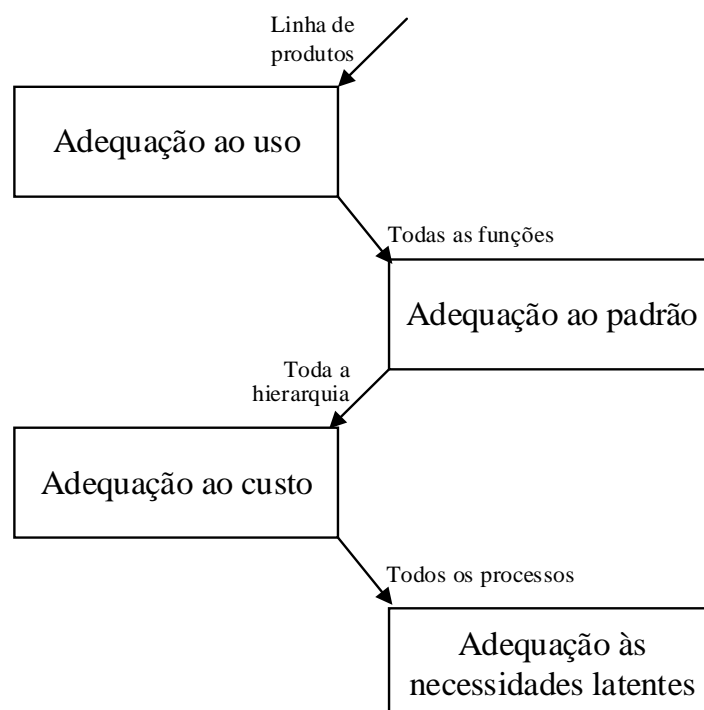 Linha de
produtos
Adequação ao uso
Todas as funções
Adequação ao padrão
Toda a
hierarquia
Adequação ao custo
Todos os processos
Adequação às
necessidades latentes